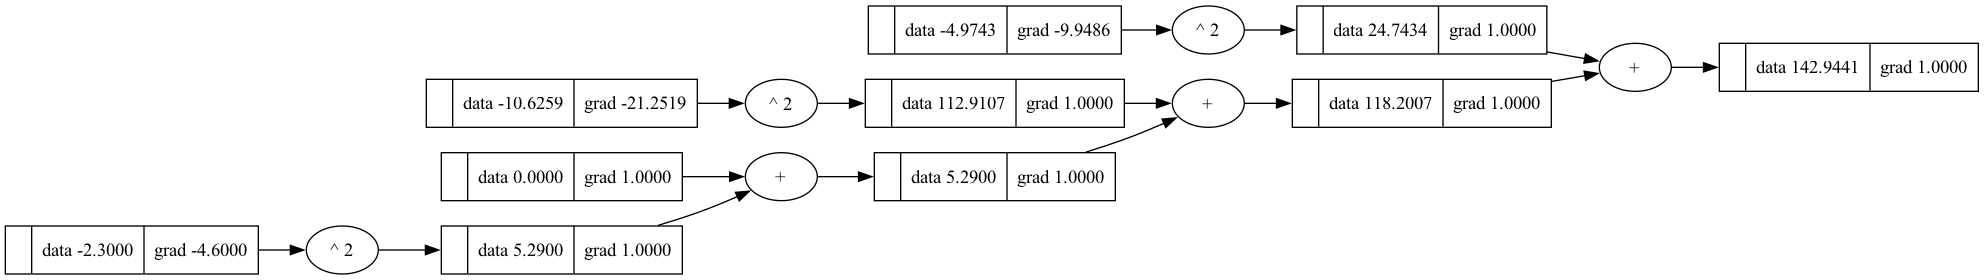 data -4.9743 grad -9.9486 ^ 2 data 24.7434 grad 1.0000
+ data 142.9441 grad 1.0000
data -10.6259 grad -21.2519 ^ 2 data 112.9107 grad 1.0000 + data 118.2007 grad 1.0000
data 0.0000 grad 1.0000 + data 5.2900 grad 1.0000
data -2.3000 grad -4.6000 ^ 2 data 5.2900 grad 1.0000